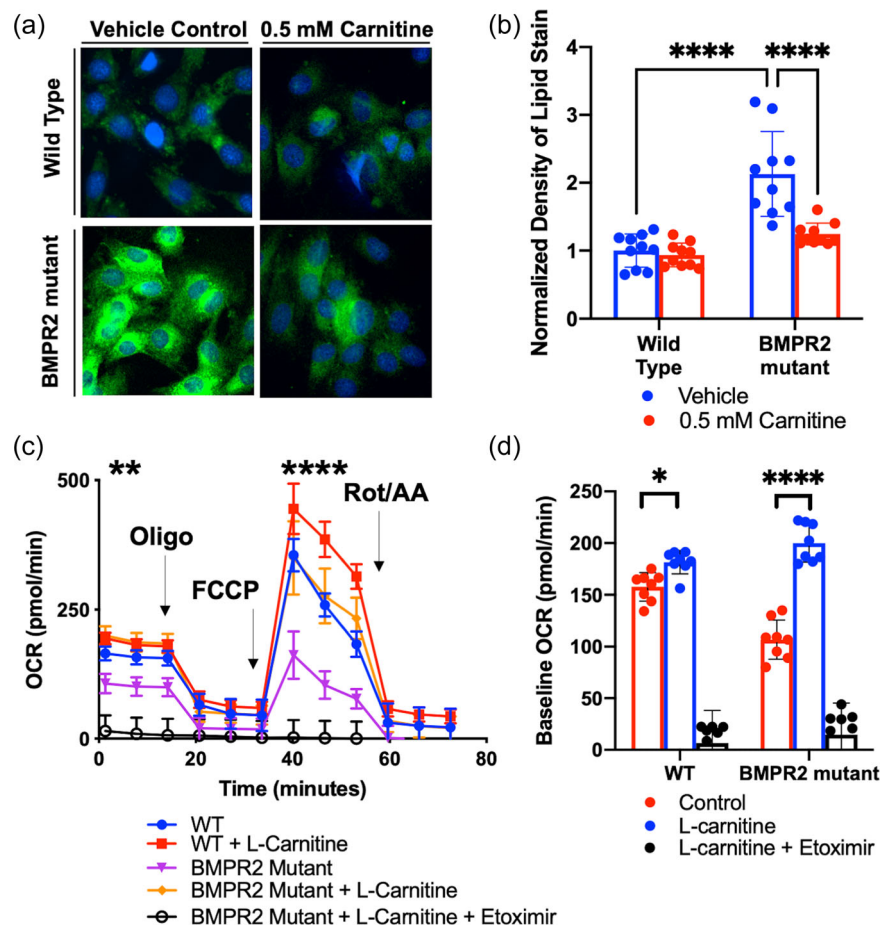 (a)
Vehicle Control
0.5 mM Carnitine
Wild Type
BMPR2 mutant
(b)
Normalized Density of Lipid Stain
4
3
2
1
0
****
****
Wild
Type
BMPR2
mutant
Vehicle
0.5 mM Carnitine
(c)
OCR (pmol/min)
500
250
0
**
****
Oligo
FCCP
Rot/AA
0
20
40
60
80
Time (minutes)
WT
WT + L-Carnitine
BMPR2 Mutant
BMPR2 Mutant + L-Carnitine
BMPR2 Mutant + L-Carnitine + Etoximir
(d)
Baseline OCR (pmol/min)
250
200
150
100
50
0
*
****
WT
BMPR2 mutant
Control
L-carnitine
L-carnitine + Etoximir